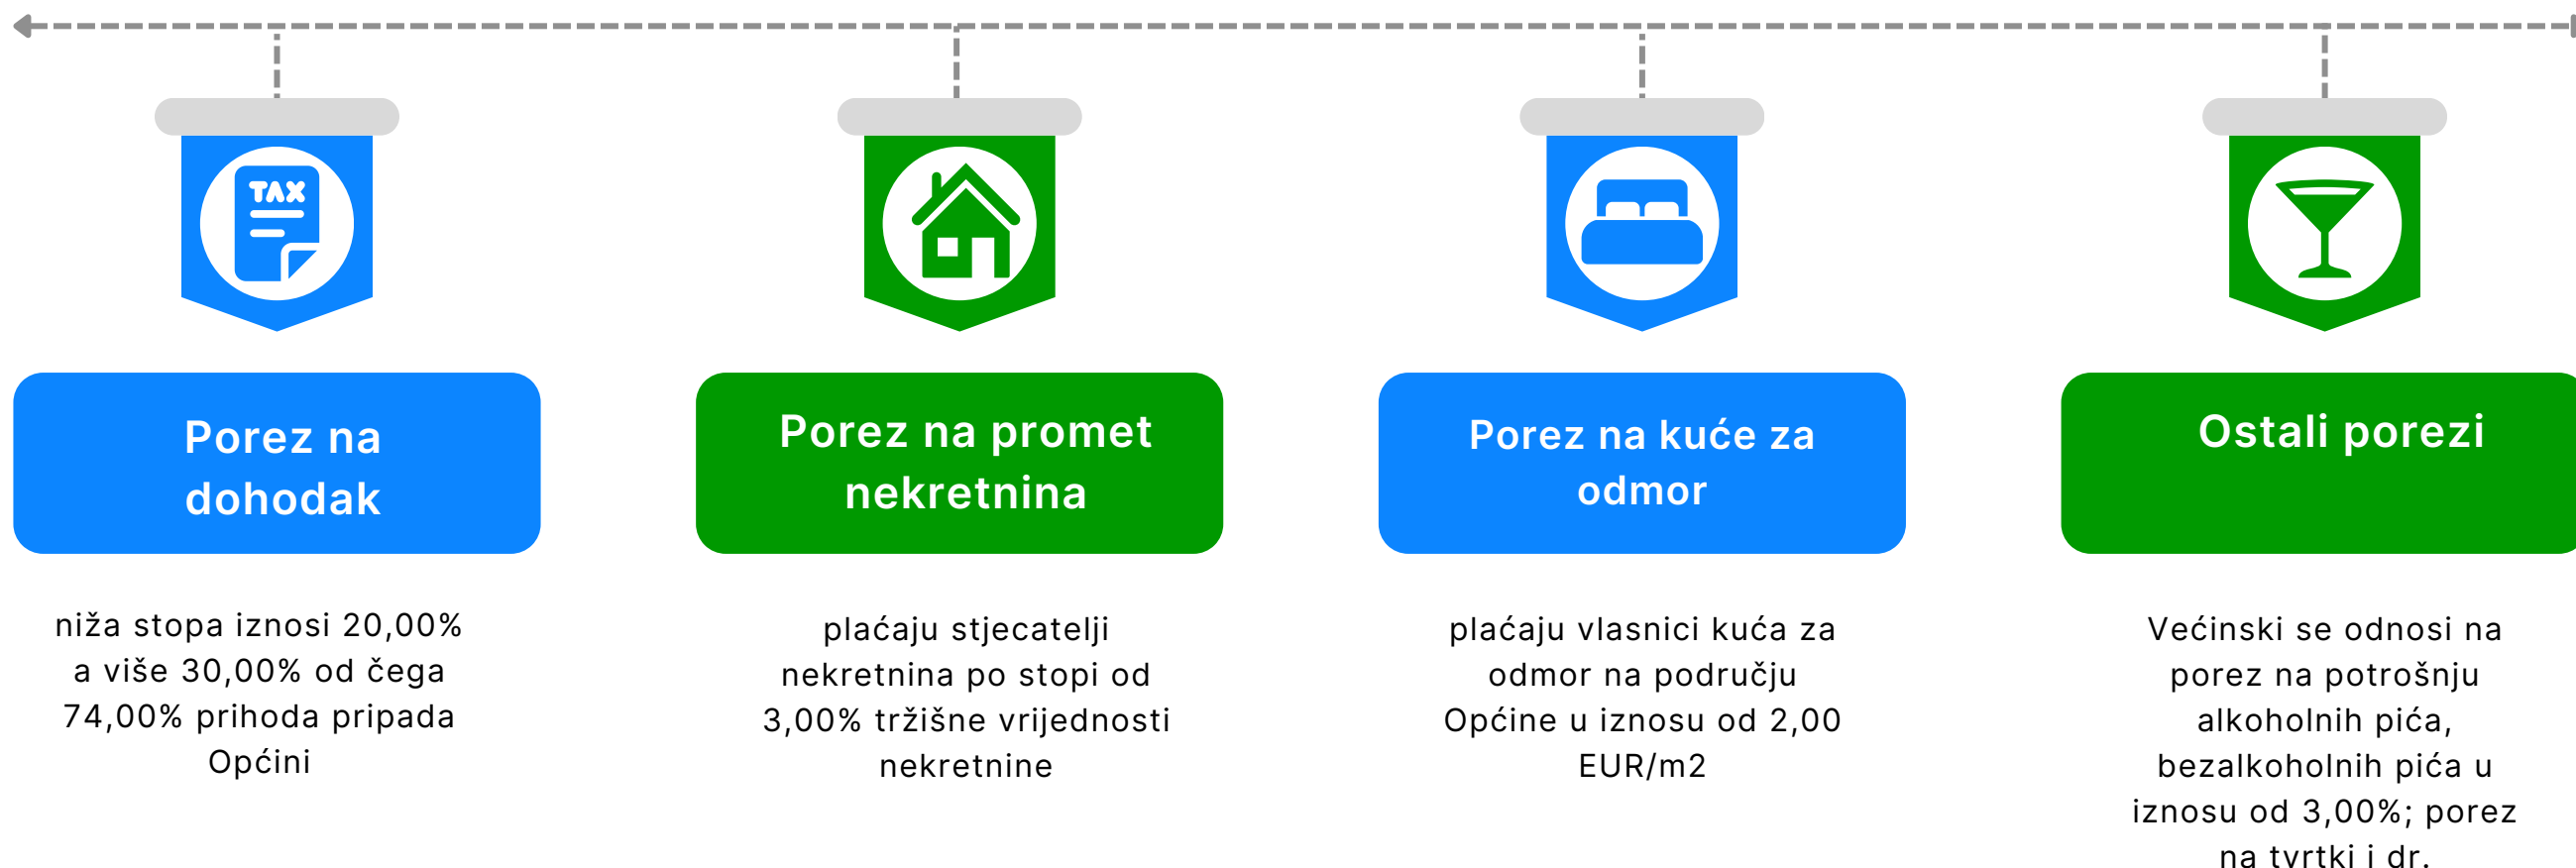 TAX
Porez na
dohodak
niža stopa iznosi 20,00%
a više 30,00% od čega
74,00% prihoda pripada
Općini
Porez na promet
nekretnina
plaćaju stjecatelji
nekretnina po stopi od
3,00% tržišne vrijednosti
nekretnine
Porez na kuće za
odmor
plaćaju vlasnici kuća za
odmor na području
Općine u iznosu od 2,00
EUR/m2
Ostali porezi
Većinski se odnosi na
porez na potrošnju
alkoholnih pića,
bezalkoholnih pića u
iznosu od 3,00%; porez
na tvrtki i dr.